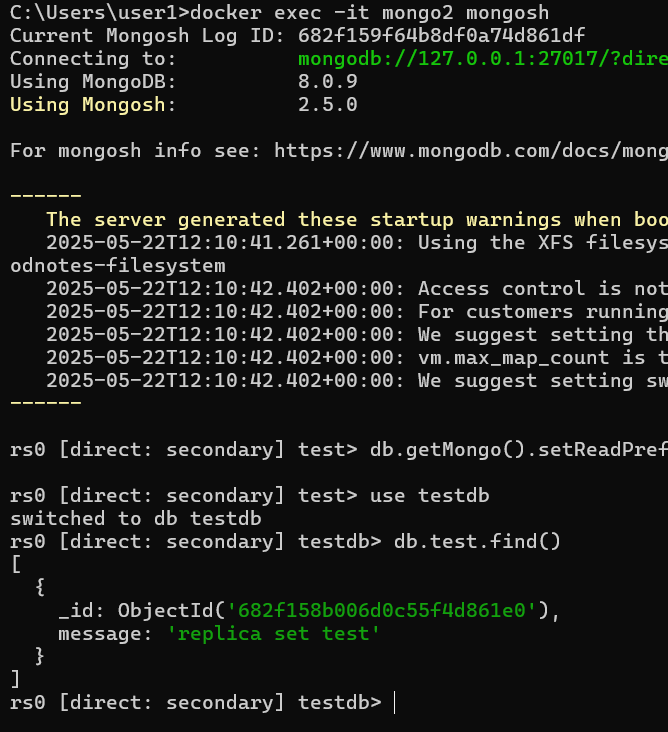 C:\Users\user1>docker exec -it mongo2 mongosh
Current Mongosh Log ID: 682f159f64b8df0a74d861df
Connecting to:          mongodb://127.0.0.1:27017/?dire
Using MongoDB:          8.0.9
Using Mongosh:          2.5.0
For mongosh info see: https://www.mongodb.com/docs/mong
------
The server generated these startup warnings when boo
2025-05-22T12:10:41.261+00:00: Using the XFS filesys
odnotes-filesystem
2025-05-22T12:10:42.402+00:00: Access control is not
2025-05-22T12:10:42.402+00:00: For customers running
2025-05-22T12:10:42.402+00:00: We suggest setting th
2025-05-22T12:10:42.402+00:00: vm.max_map_count is t
2025-05-22T12:10:42.402+00:00: We suggest setting sw
------
rs0 [direct: secondary] test> db.getMongo().setReadPref
rs0 [direct: secondary] test> use testdb
switched to db testdb
rs0 [direct: secondary] testdb> db.test.find()
[
{
_id: ObjectId('682f158b006d0c55f4d861e0'),
message: 'replica set test'
}
]
rs0 [direct: secondary] testdb>